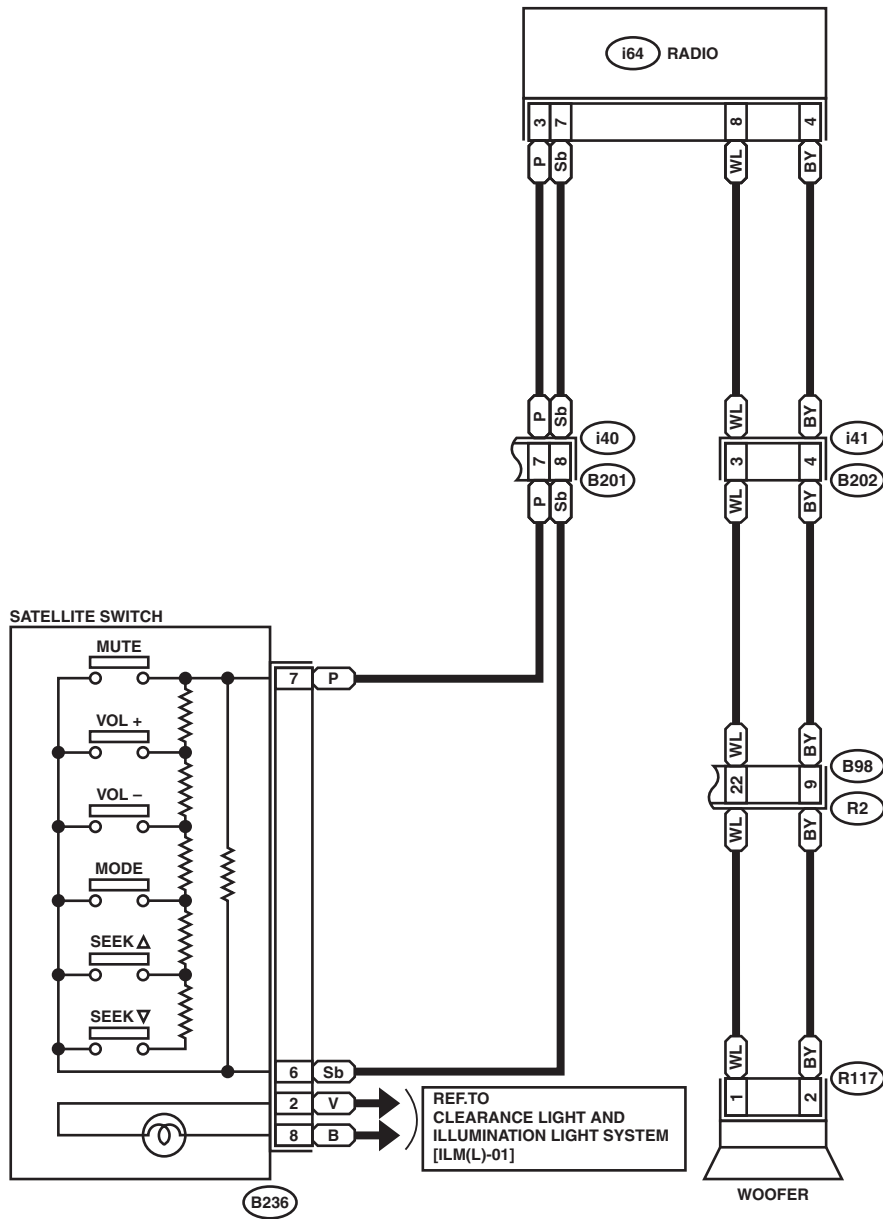 i64 RADIO
3 7 8 4
P Sb WL BY
P Sb WL BY
i40 i41
7 8 3 4
B201 B202
P Sb WL BY
SATELLITE SWITCH
MUTE
7 P
VOL +
WL BY
B98
VOL –
22 9
R2
WL BY
MODE
SEEK △
SEEK ▽
WL BY
6 Sb
R117
2 V
1 2
8 B
REF.TO
CLEARANCE LIGHT AND
ILLUMINATION LIGHT SYSTEM
[ILM(L)-01]
WOOFER
B236